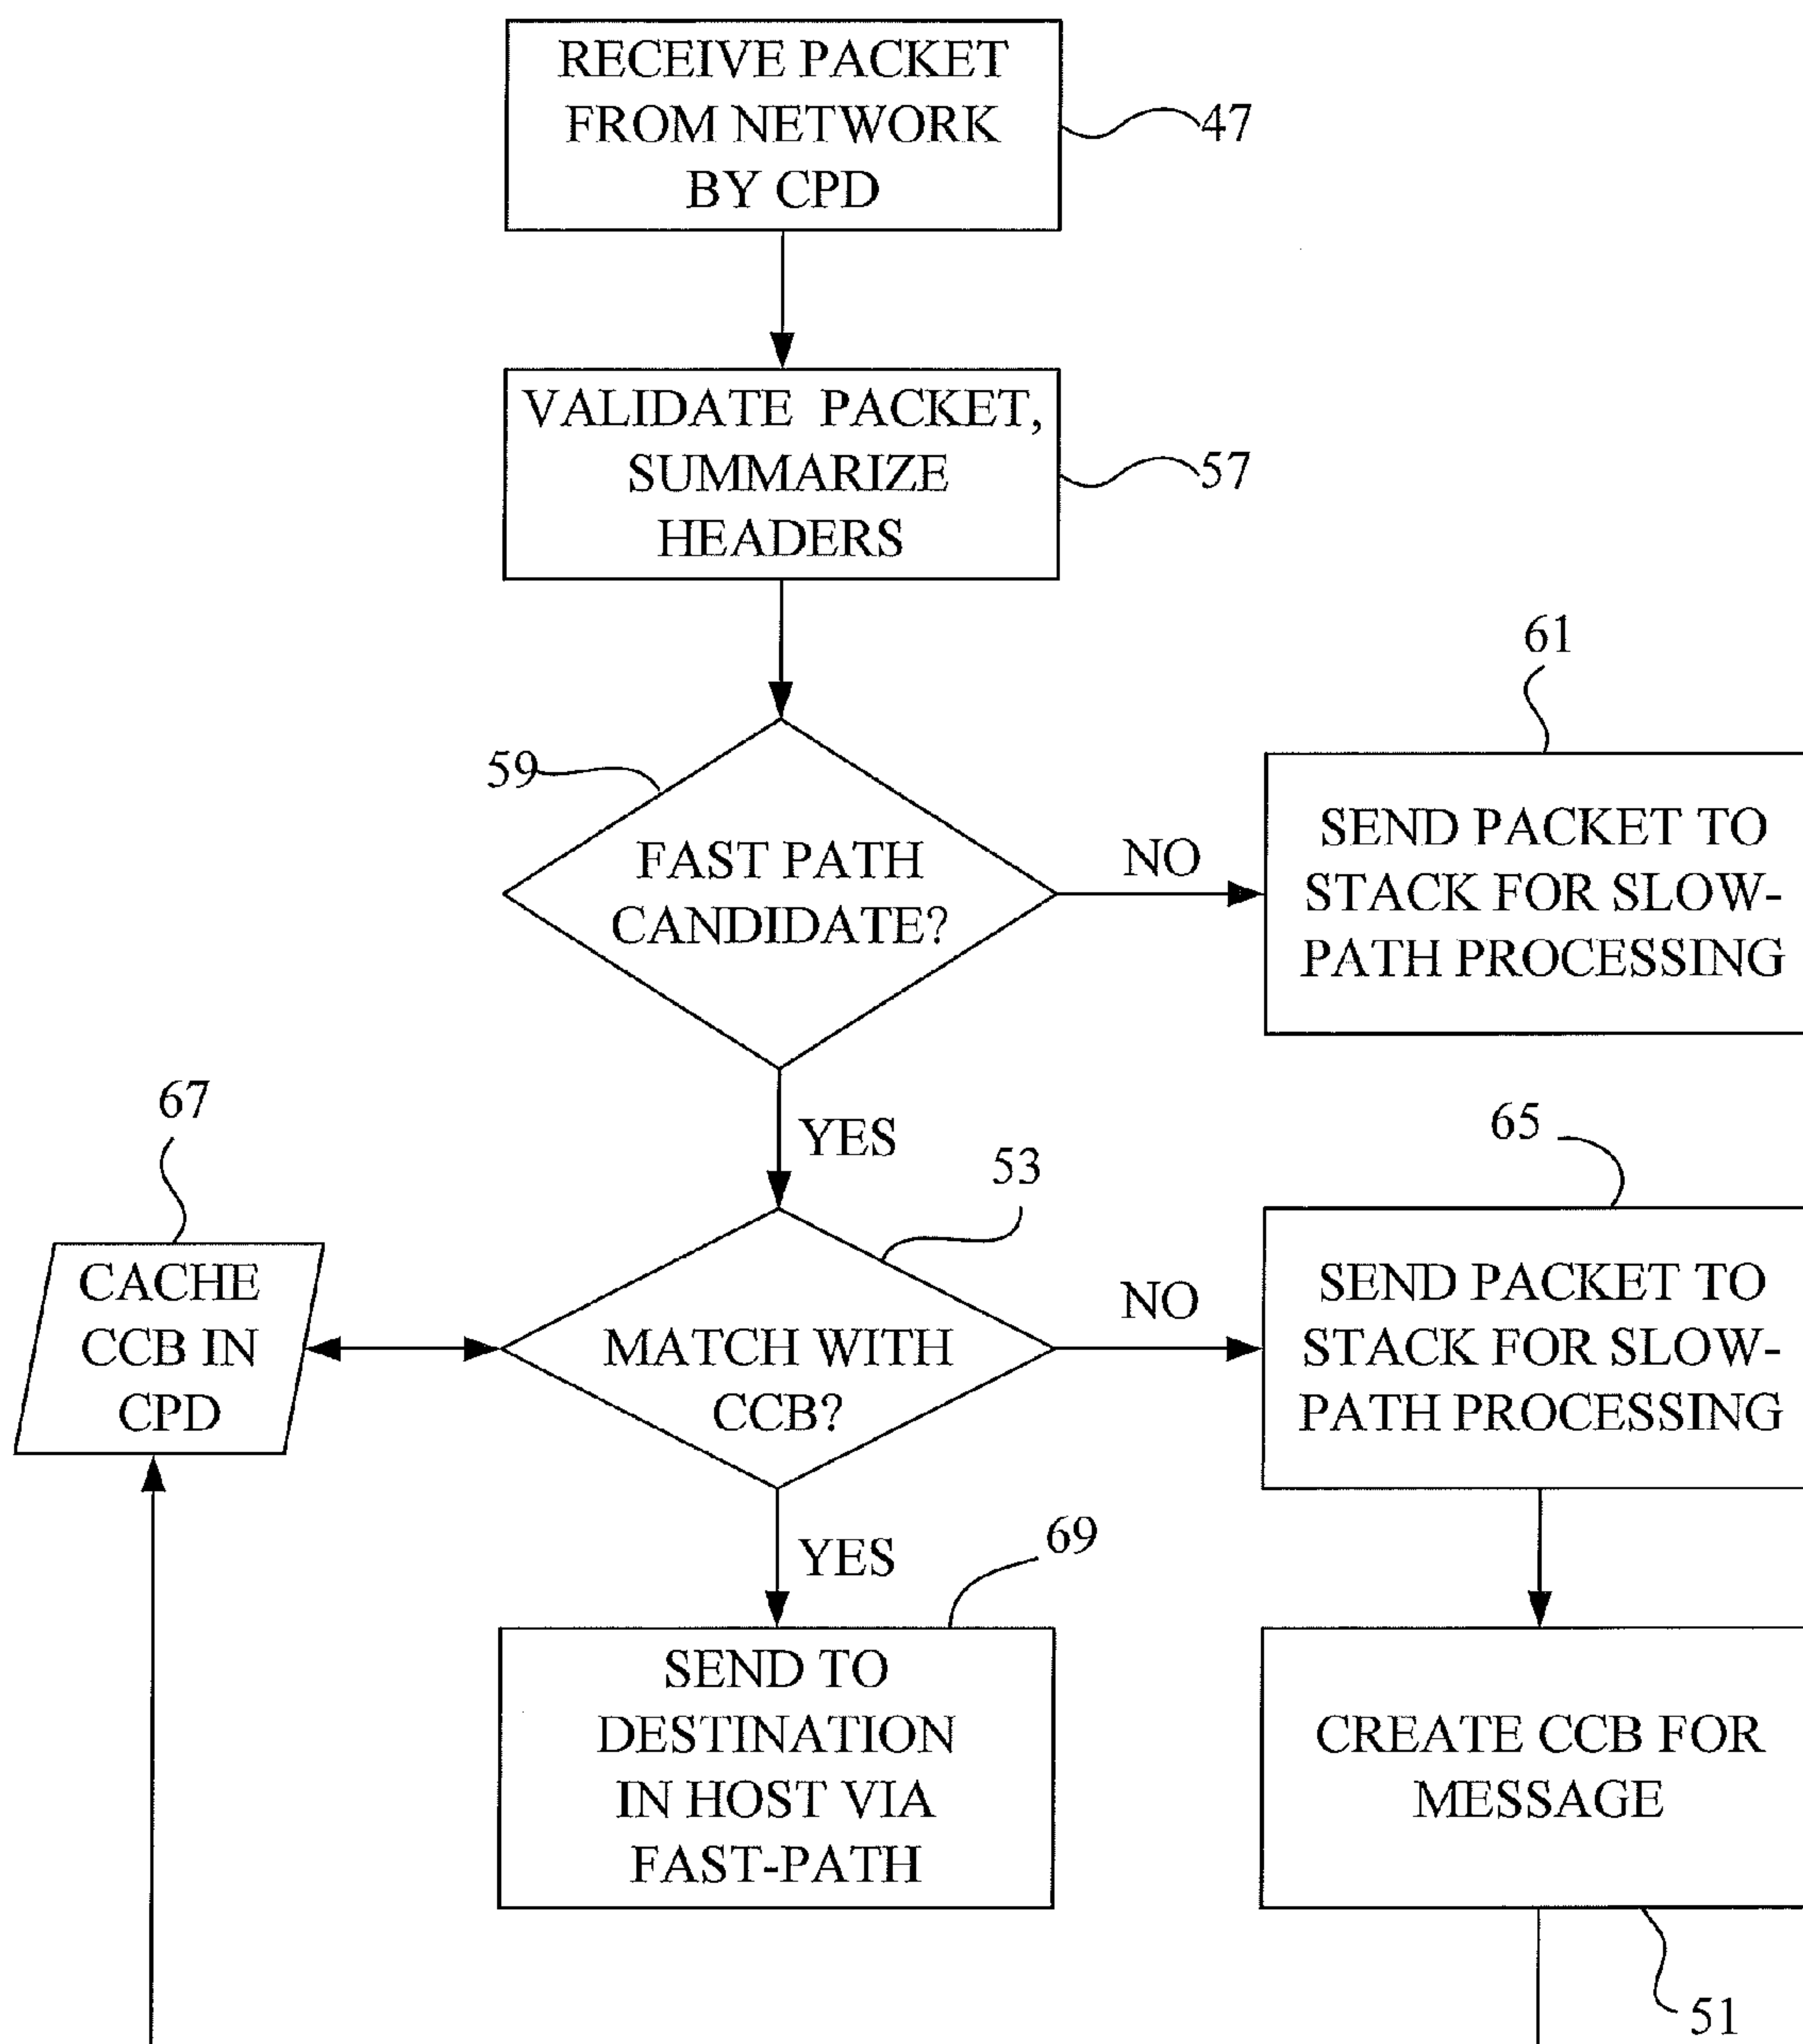 RECEIVE PACKET
FROM NETWORK
BY CPD
47
VALIDATE PACKET,
SUMMARIZE
HEADERS
57
59
FAST PATH
CANDIDATE?
NO
61
SEND PACKET TO
STACK FOR SLOW-
PATH PROCESSING
YES
67
CACHE
CCB IN
CPD
53
MATCH WITH
CCB?
NO
65
SEND PACKET TO
STACK FOR SLOW-
PATH PROCESSING
YES
69
SEND TO
DESTINATION
IN HOST VIA
FAST-PATH
CREATE CCB FOR
MESSAGE
51